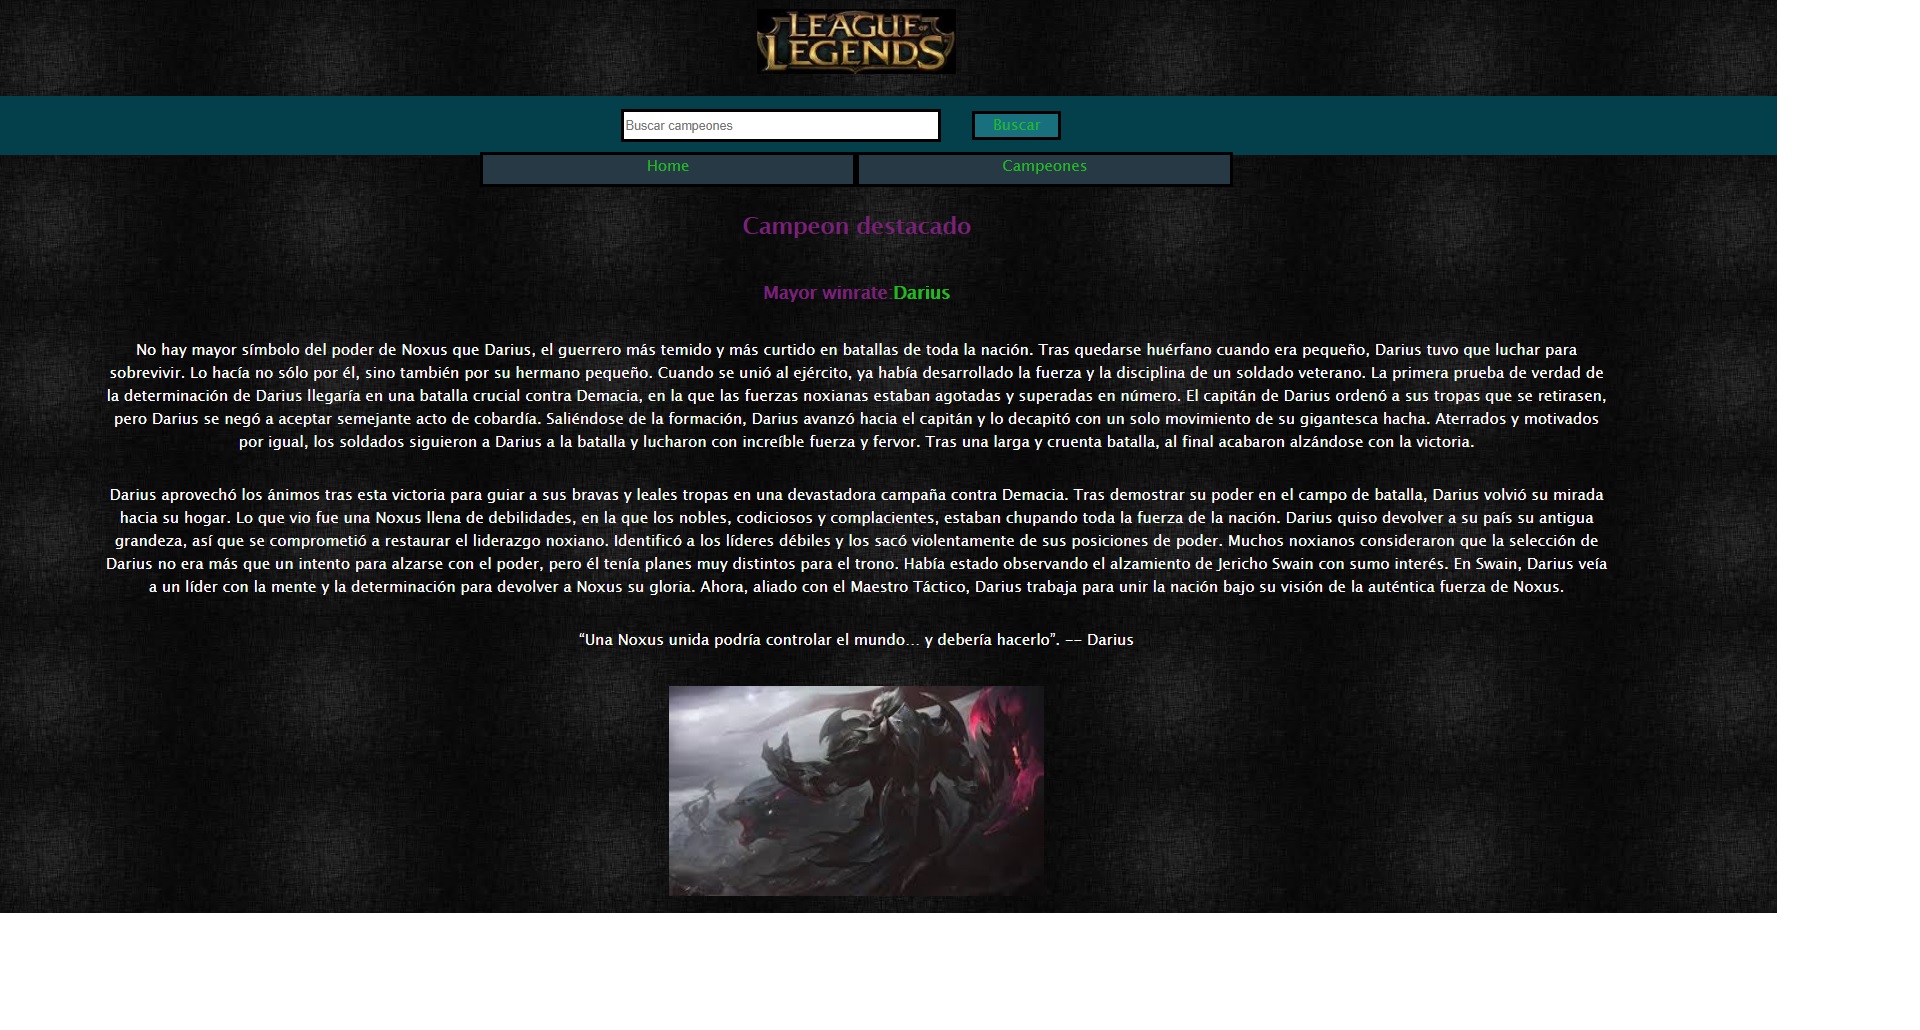 LEAGUE OF
LEGENDS
Buscar campeones
Buscar
Home
Campeones
Campeon destacado
Mayor winrate:Darius
No hay mayor símbolo del poder de Noxus que Darius, el guerrero más temido y más curtido en batallas de toda la nación. Tras quedarse huérfano cuando era pequeño, Darius tuvo que luchar para
sobrevivir. Lo hacía no sólo por él, sino también por su hermano pequeño. Cuando se unió al ejército, ya había desarrollado la fuerza y la disciplina de un soldado veterano. La primera prueba de verdad de
la determinación de Darius llegaría en una batalla crucial contra Demacia, en la que las fuerzas noxianas estaban agotadas y superadas en número. El capitán de Darius ordenó a sus tropas que se retirasen,
pero Darius se negó a aceptar semejante acto de cobardía. Saliéndose de la formación, Darius avanzó hacia el capitán y lo decapitó con un solo movimiento de su gigantesca hacha. Aterrados y motivados
por igual, los soldados siguieron a Darius a la batalla y lucharon con increíble fuerza y fervor. Tras una larga y cruenta batalla, al final acabaron alzándose con la victoria.
Darius aprovechó los ánimos tras esta victoria para guiar a sus bravas y leales tropas en una devastadora campaña contra Demacia. Tras demostrar su poder en el campo de batalla, Darius volvió su mirada
hacia su hogar. Lo que vio fue una Noxus llena de debilidades, en la que los nobles, codiciosos y complacientes, estaban chupando toda la fuerza de la nación. Darius quiso devolver a su país su antigua
grandeza, así que se comprometió a restaurar el liderazgo noxiano. Identificó a los líderes débiles y los sacó violentamente de sus posiciones de poder. Muchos noxianos consideraron que la selección de
Darius no era más que un intento para alzarse con el poder, pero él tenía planes muy distintos para el trono. Había estado observando el alzamiento de Jericho Swain con sumo interés. En Swain, Darius veía
a un líder con la mente y la determinación para devolver a Noxus su gloria. Ahora, aliado con el Maestro Táctico, Darius trabaja para unir la nación bajo su visión de la auténtica fuerza de Noxus.
“Una Noxus unida podría controlar el mundo... y debería hacerlo”. -- Darius